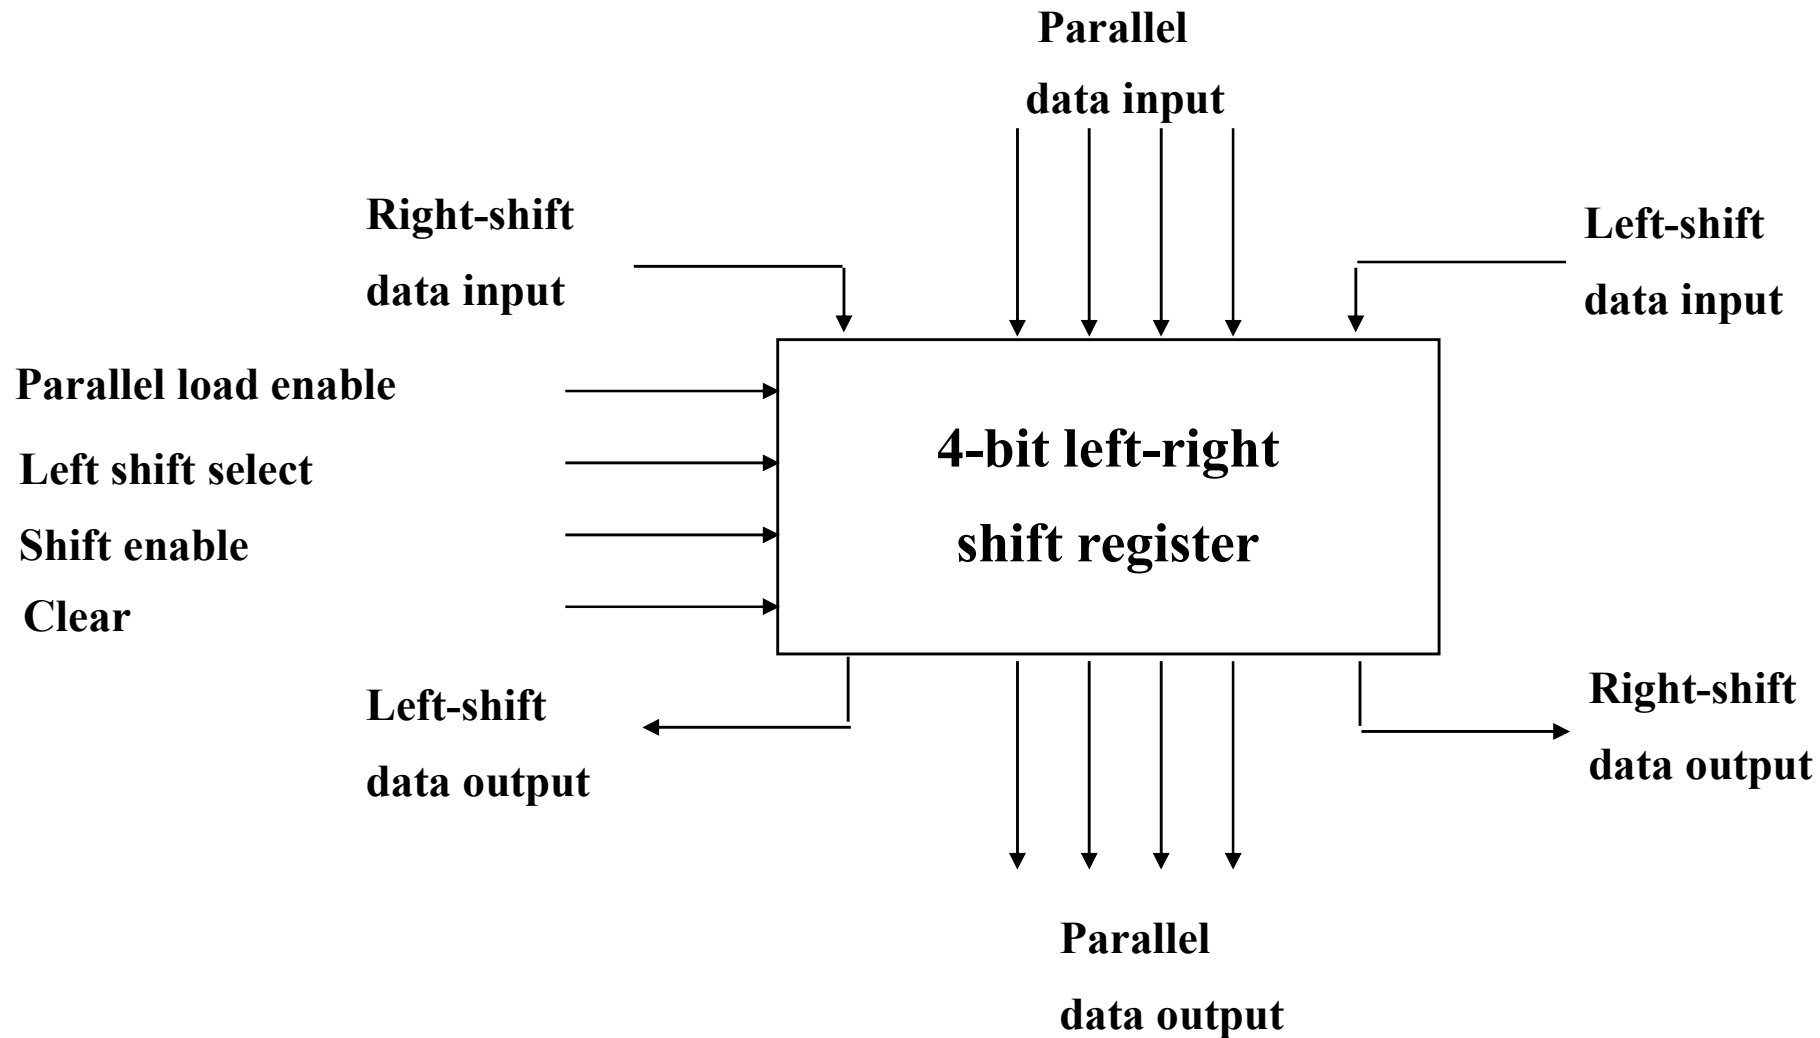 Parallel
data input
Right-shift
data input
Left-shift
data input
Parallel load enable
Left shift select
Shift enable
Clear
4-bit left-right
shift register
Left-shift
data output
Right-shift
data output
Parallel
data output